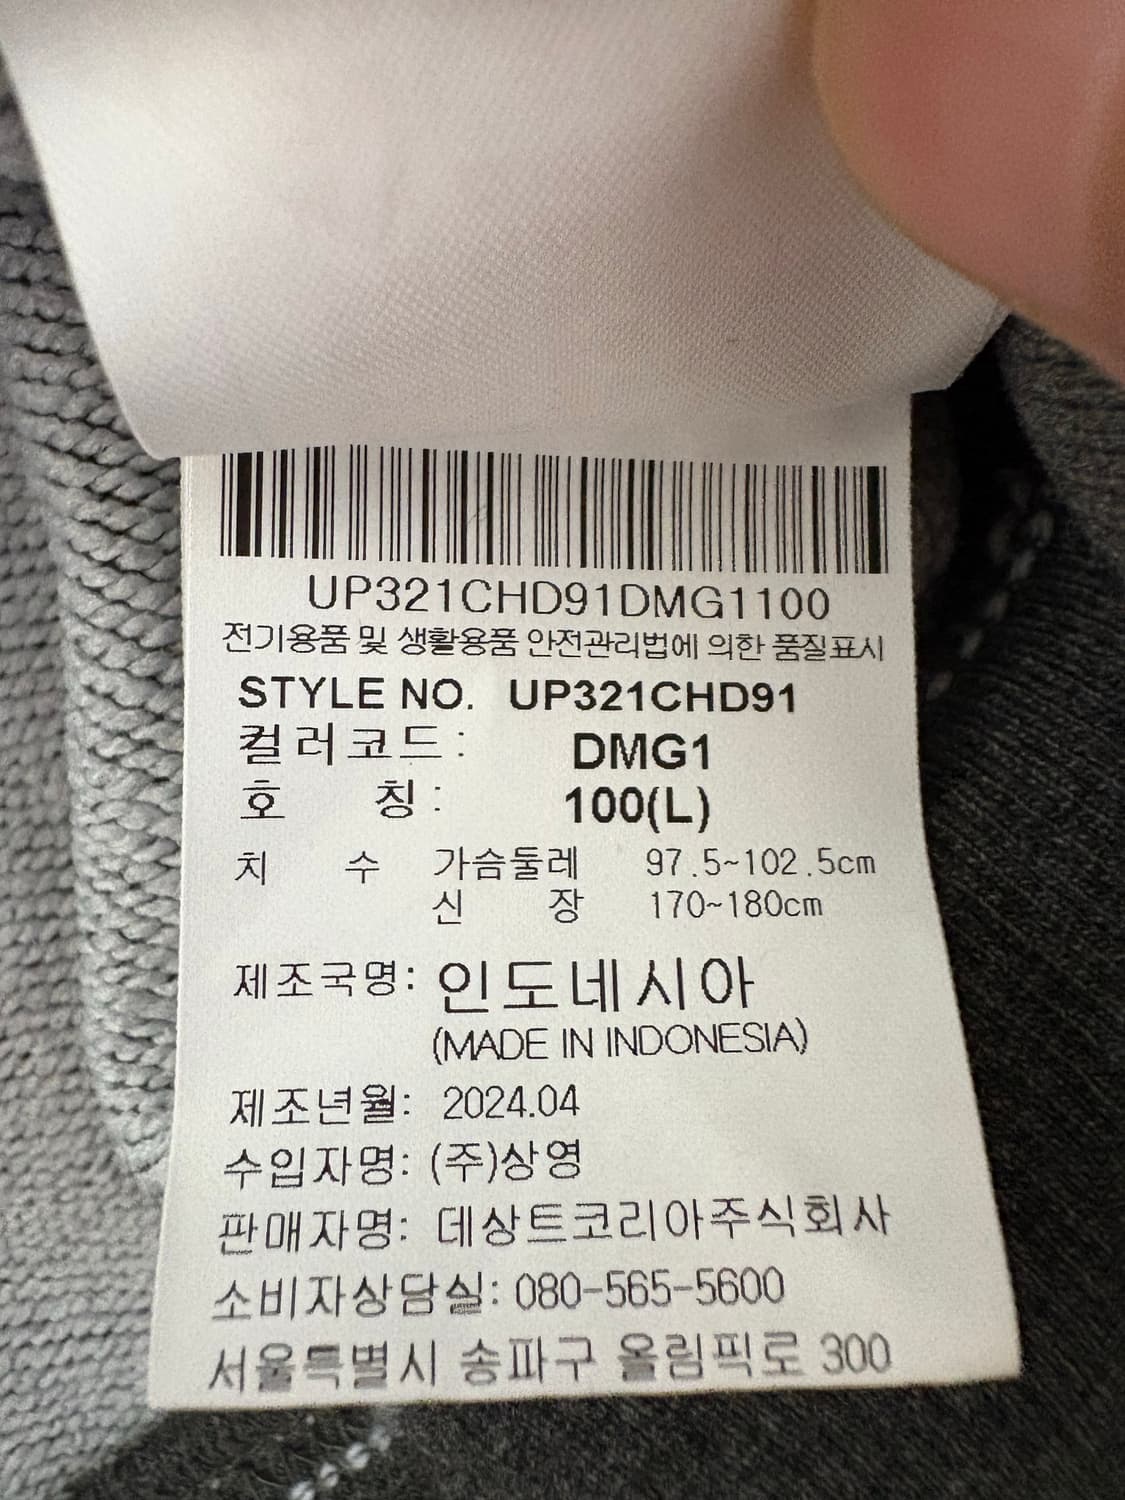 UP321CHD91DMG1100
전기용품 및 생활용품 안전관리법에 의한 품질표시
STYLE NO. UP321CHD91
컬러코드: DMG1
호 칭: 100(L)
치 수 가슴둘레 97.5~102.5cm
신 장 170~180cm
제조국명: 인도네시아
(MADE IN INDONESIA)
제조년월: 2024.04
수입자명: (주)상영
판매자명: 데상트코리아주식회사
소비자상담실: 080-565-5600
서울특별시 송파구 올림픽로 300